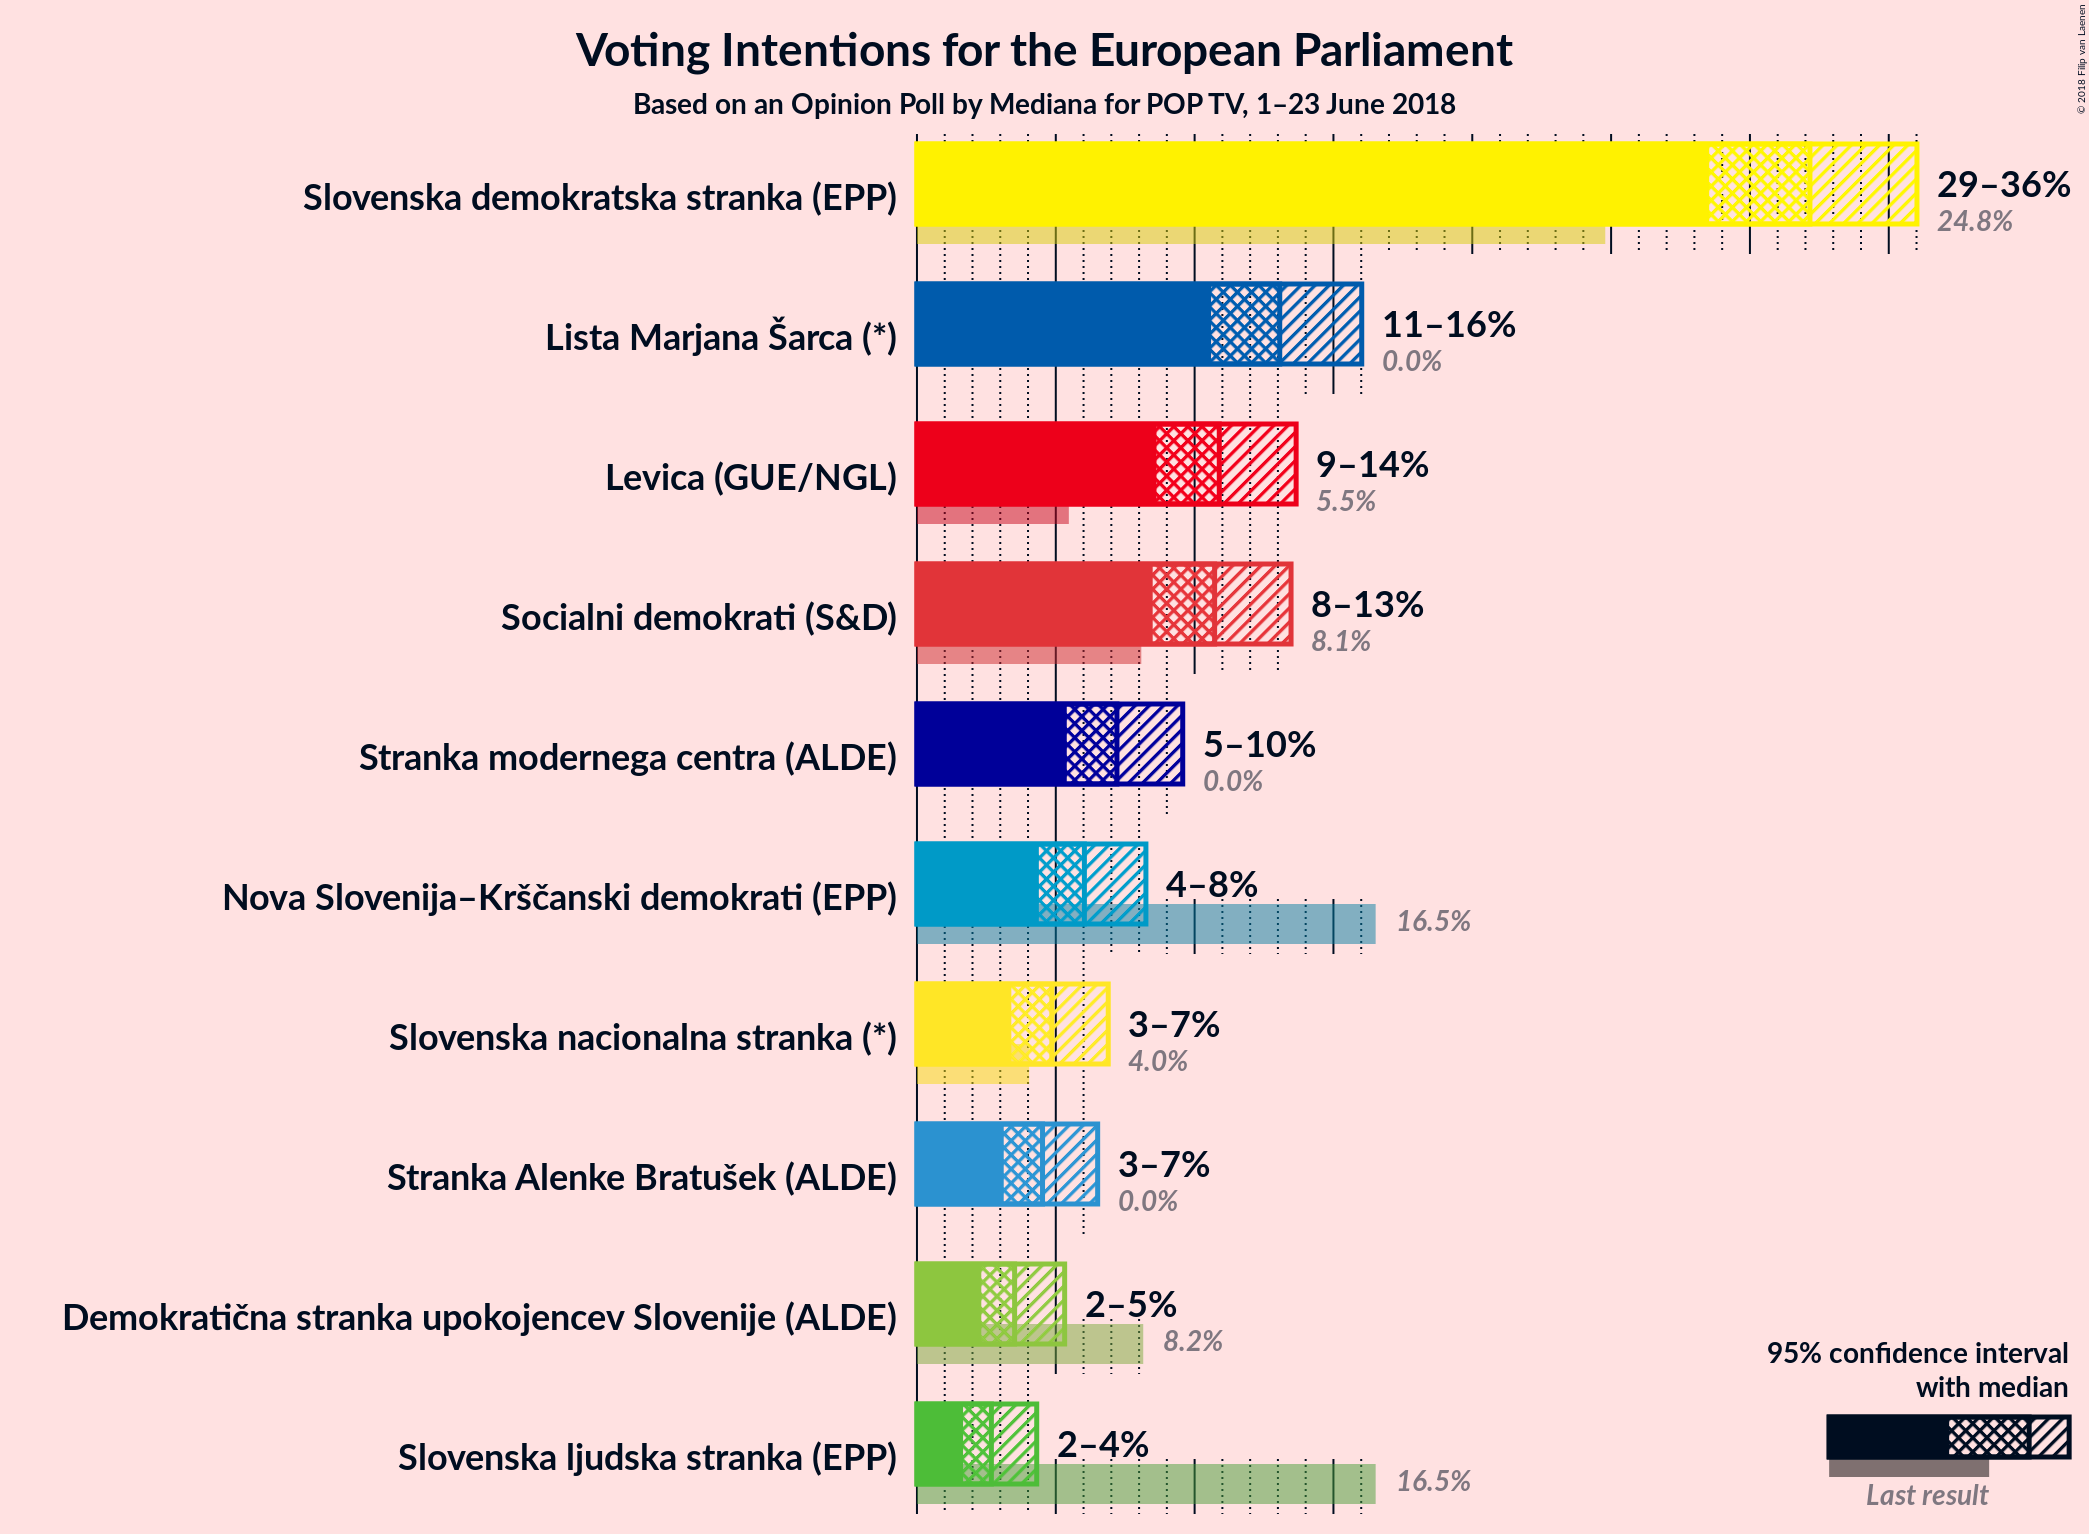 Voting Intentions for the European Parliament
Based on an Opinion Poll by Mediana for POP TV, 1–23 June 2018
© 2018 Filip van Laenen
Slovenska demokratska stranka (EPP)
29–36%
24.8%
Lista Marjana Šarca (*)
11–16%
0.0%
Levica (GUE/NGL)
9–14%
5.5%
Socialni demokrati (S&D)
8–13%
8.1%
Stranka modernega centra (ALDE)
5–10%
0.0%
Nova Slovenija–Krščanski demokrati (EPP)
4–8%
16.5%
Slovenska nacionalna stranka (*)
3–7%
4.0%
Stranka Alenke Bratušek (ALDE)
3–7%
0.0%
Demokratična stranka upokojencev Slovenije (ALDE)
2–5%
8.2%
Slovenska ljudska stranka (EPP)
2–4%
16.5%
95% confidence interval
with median
Last result